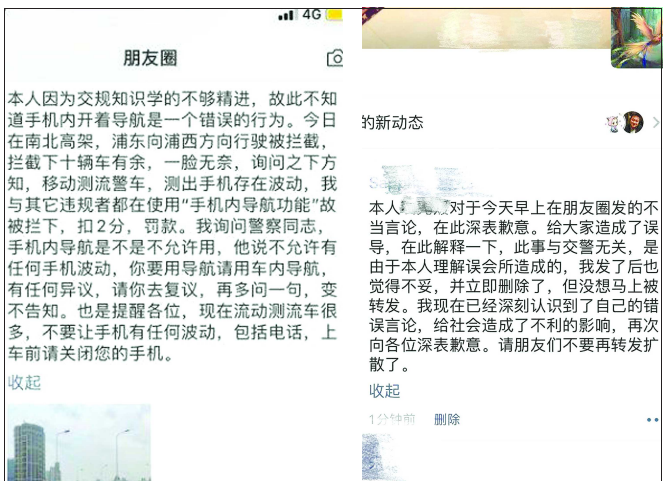 4G
朋友圈
本人因为交规知识学的不够精进，故此不知
道手机内开着导航是一个错误的行为。今日
在南北高架，浦东向浦西方向行驶被拦截，
拦截下十辆车有余，一脸无奈，询问之下方
知，移动测流警车，测出手机存在波动，我
与其它违规者都在使用“手机内导航功能”故
被拦下，扣2分，罚款。我询问警察同志，
手机内导航是不是不允许用，他说不允许有
任何手机波动，你要用导航请用车内导航，
有任何异议，请你去复议，再多问一句，变
不告知。也是提醒各位，现在流动测流车很
多，不要让手机有任何波动，包括电话，上
车前请关闭您的手机。
收起
的新动态
本人
对于今天早上在朋友圈发的不
当言论，在此深表歉意。给大家造成了误
导，在此解释一下，此事与交警无关，是
由于本人理解误会所造成的，我发了后也
觉得不妥，并立即删除了，但没想马上被
转发。我现在已经深刻认识到了自己的错
误言论，给社会造成了不利的影响，再次
向各位深表歉意。请朋友们不要再转发扩
散了。
收起
1分钟前 删除